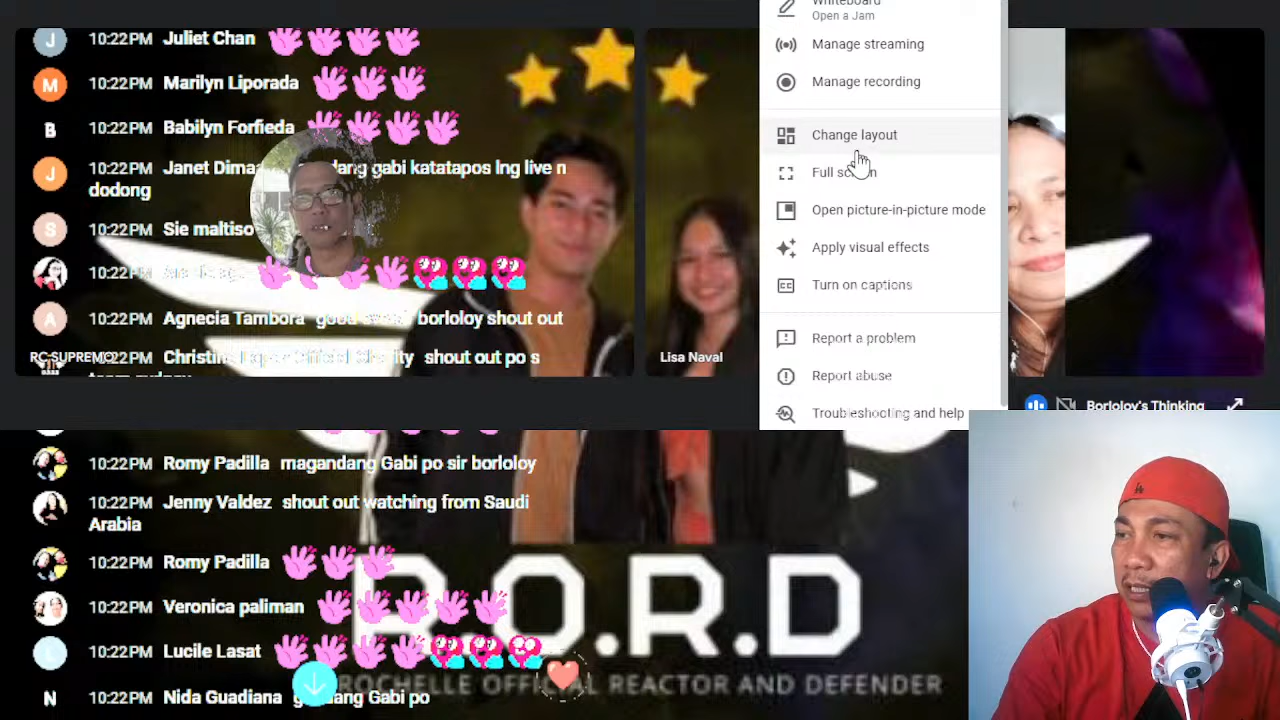 10:22PM Juliet Chan
M 10:22PM Marilyn Liporada
B 10:22PM Babilyn Forfieda
J 10:22PM Janet Dima gabi katatapos lng live n
dodong
S 10:22PM Sie maltiso
10:22PM
A 10:22PM Agnecia Tambora borloloy shout out
10:22PM shout out po s
RC SUPREMO
Lisa Naval
Whiteboard
Open a Jam
Manage streaming
Manage recording
Change layout
Full
Open picture-in-picture mode
Apply visual effects
Turn on captions
Report a problem
Report abuse
Troubleshooting and help
Borloloy's Thinking
10:22PM Romy Padilla magandang Gabi po sir borloloy
10:22PM Jenny Valdez shout out watching from Saudi
Arabia
10:22PM Romy Padilla
10:22PM Veronica paliman
L 10:22PM Lucile Lasat
N 10:22PM Nida Guadiana Gabi po
R.O.R.D
ROCHELLE OFFICIAL REACTOR AND DEFENDER
LA